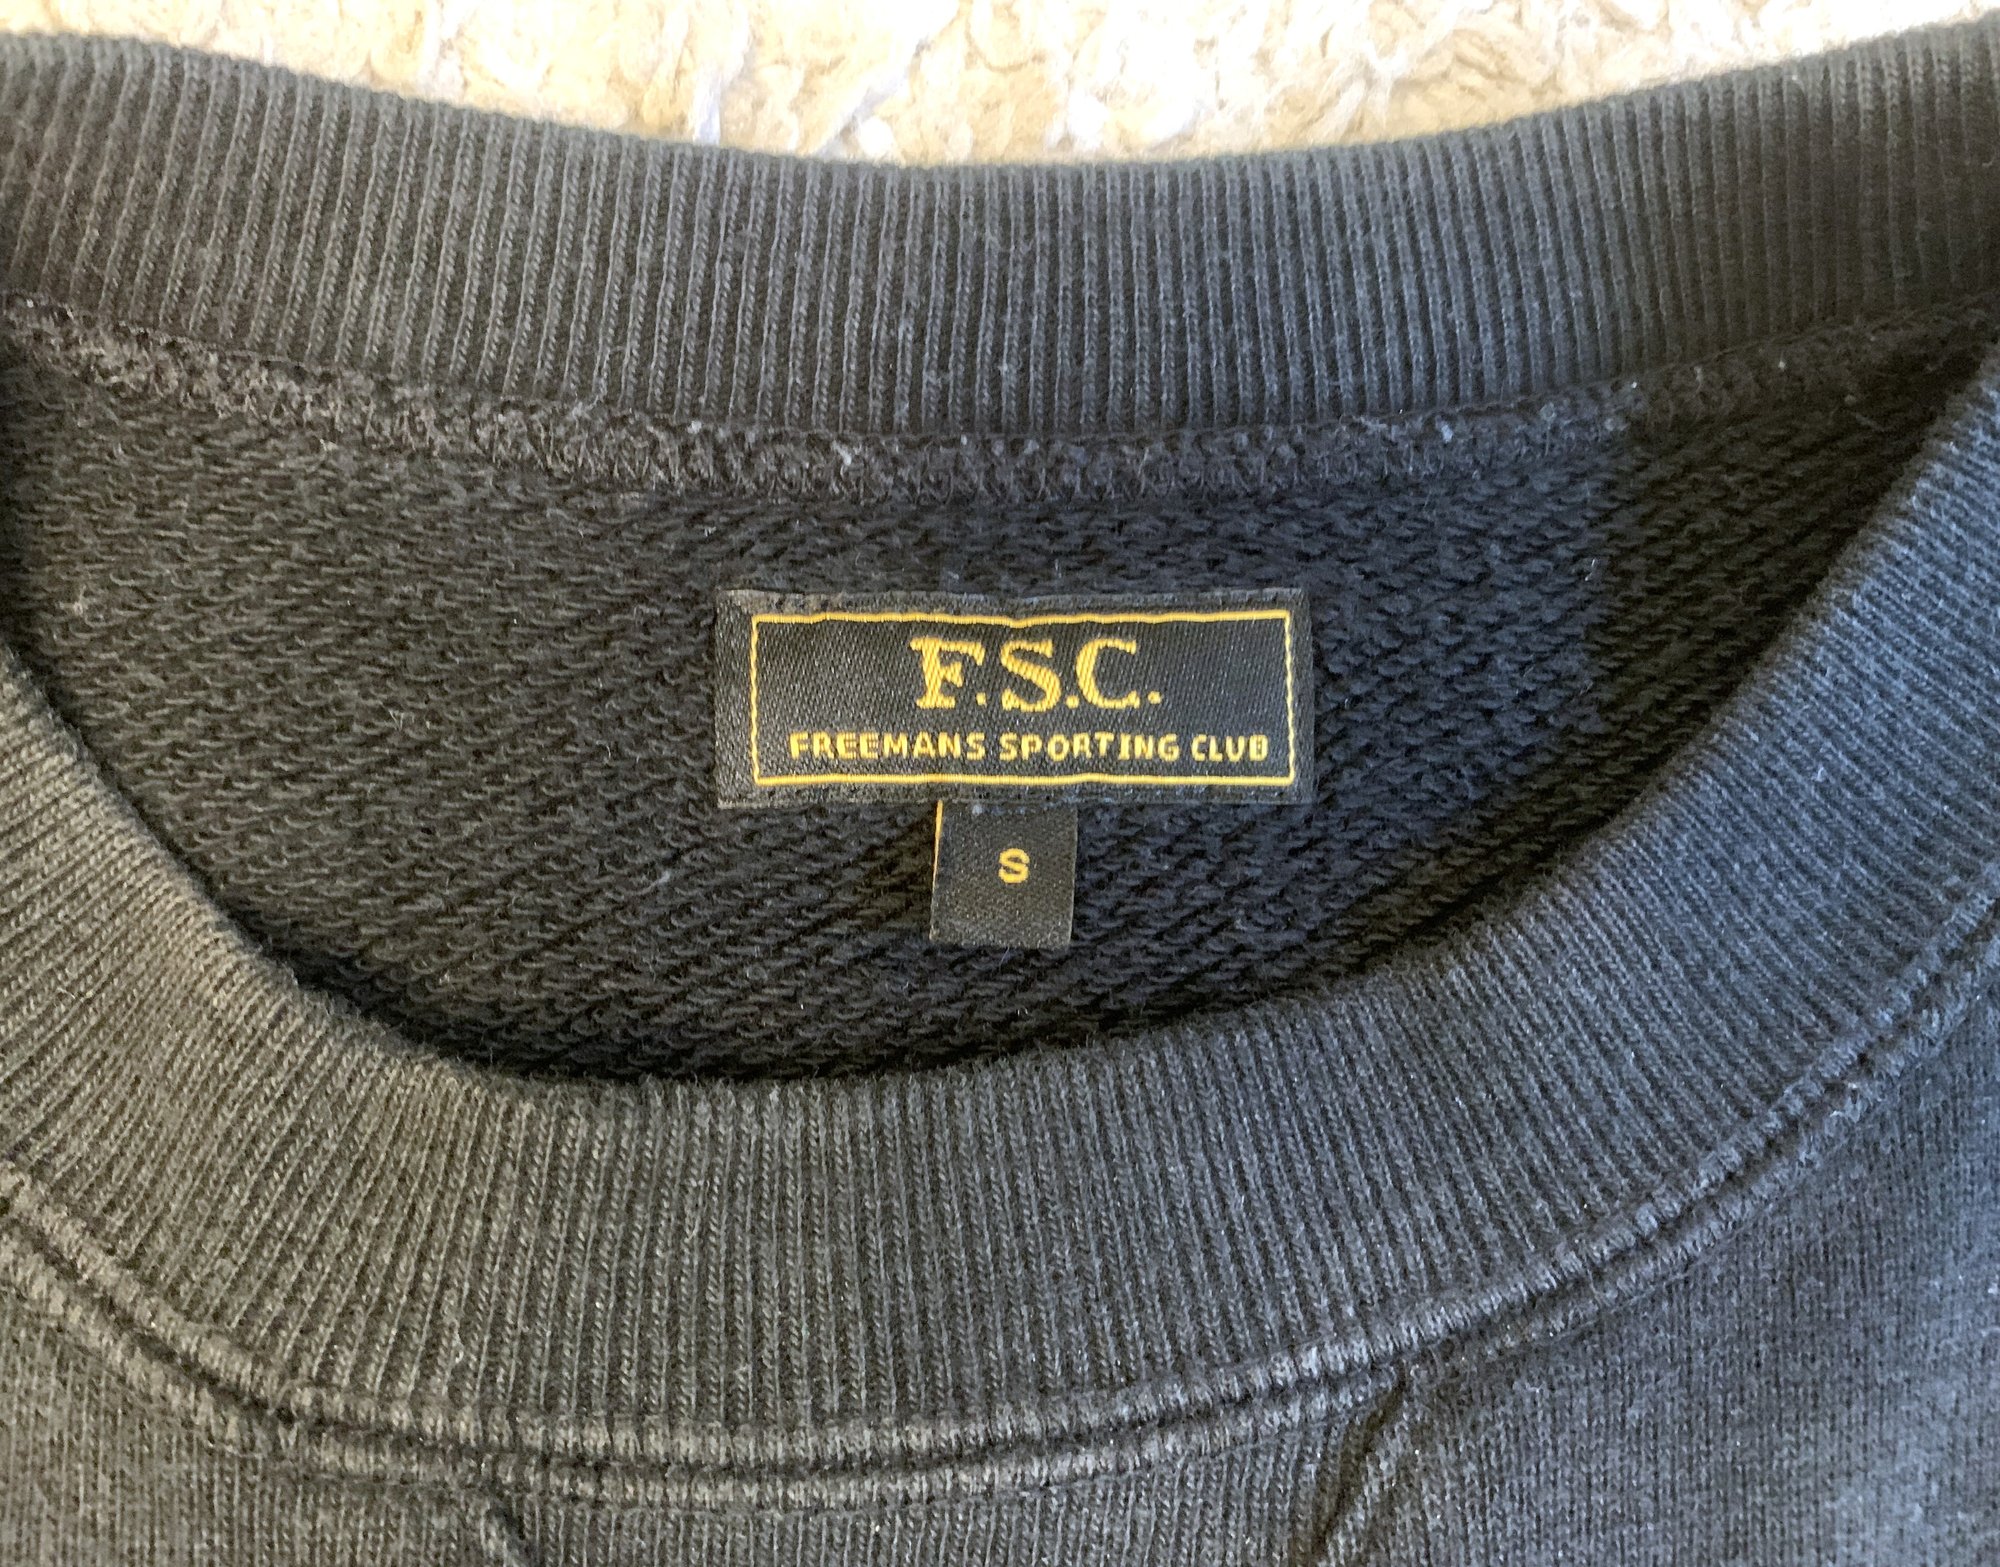 F.S.C.
FREEMANS SPORTING CLUB
S